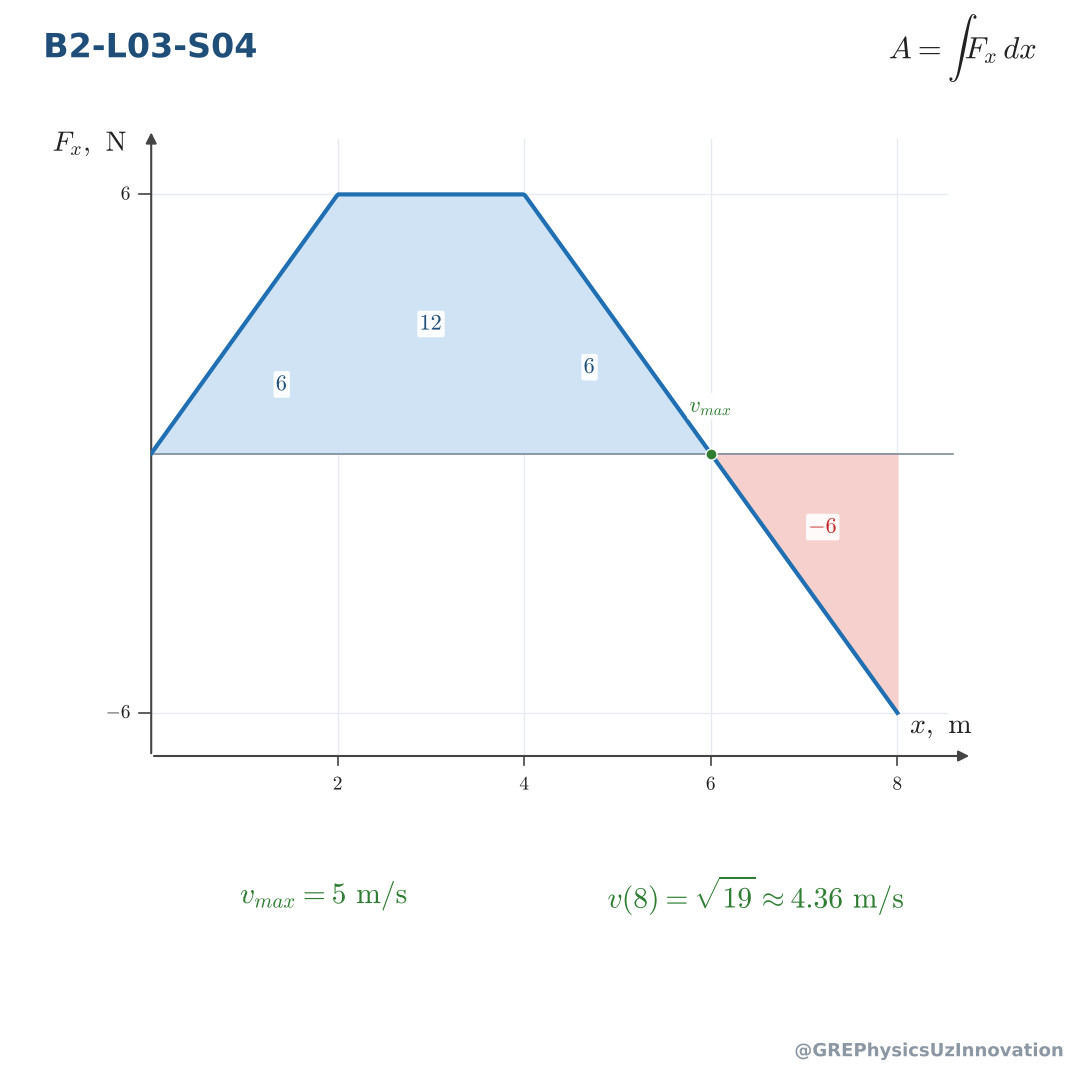 B2-L03-S04
A = ∫F_x dx
F_x, N
6
12
6
6
v_max
−6
−6
x, m
2 4 6 8
v_max = 5 m/s
v(8) = √19 ≈ 4.36 m/s
@GREPhysicsUzInnovation